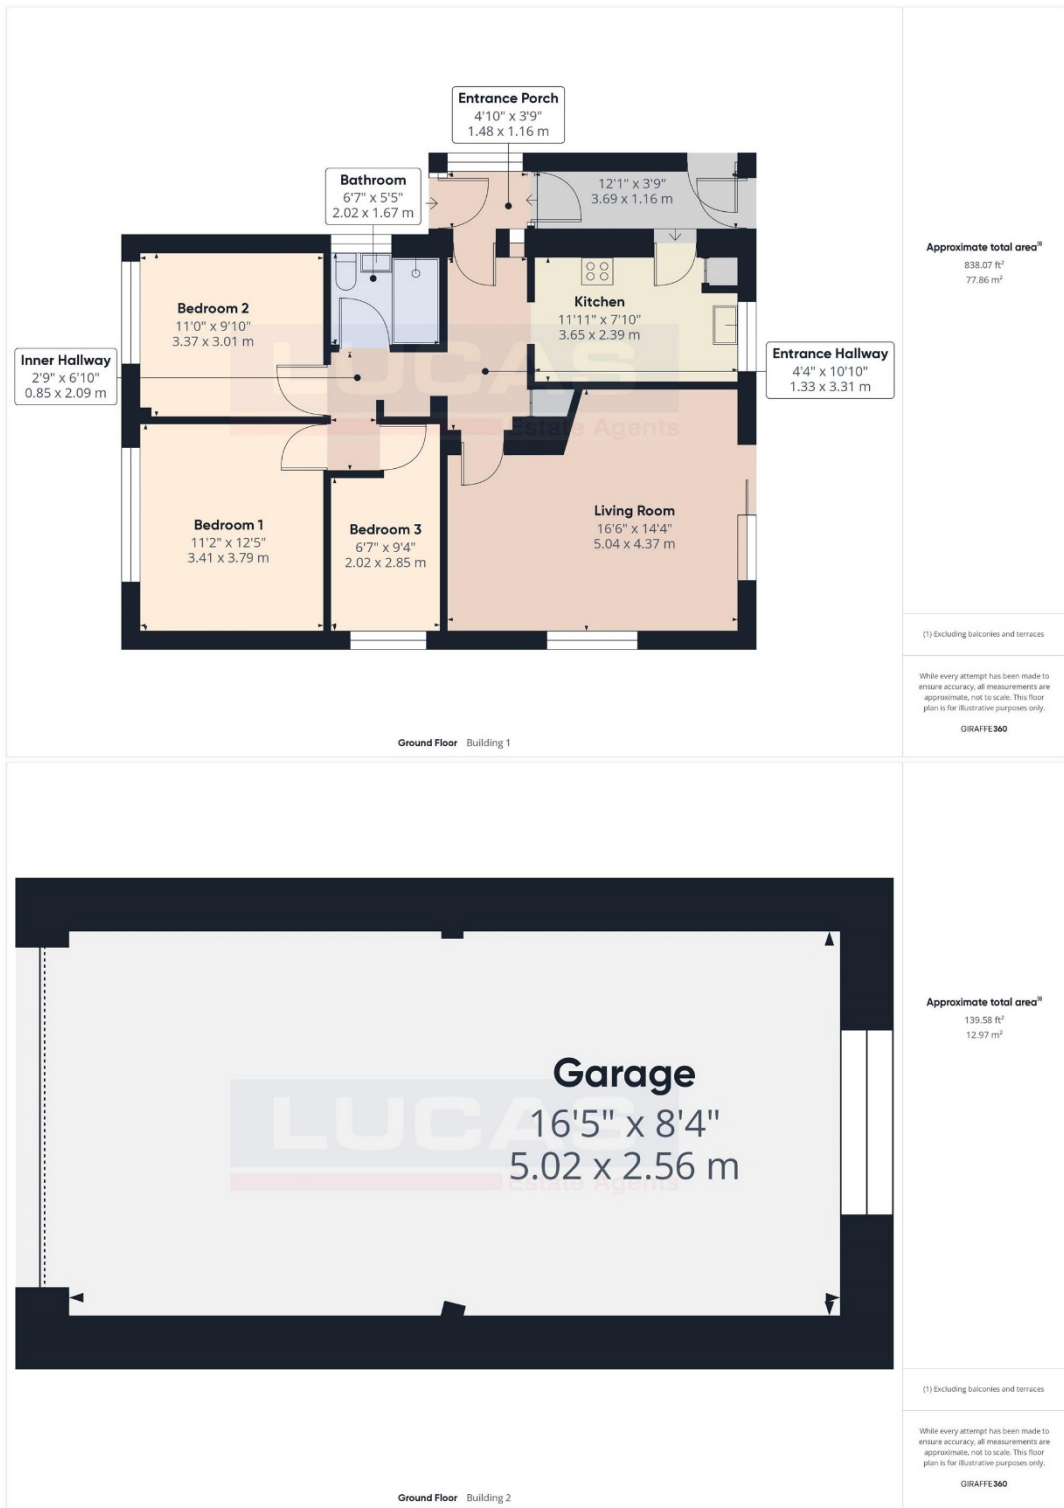 Entrance Porch
4'10" x 3'9"
1.48 x 1.16 m
Bathroom
6'7" x 5'5"
2.02 x 1.67 m
12'1" x 3'9"
3.69 x 1.16 m
Bedroom 2
11'0" x 9'10"
3.37 x 3.01 m
Kitchen
11'11" x 7'10"
3.65 x 2.39 m
Inner Hallway
2'9" x 6'10"
0.85 x 2.09 m
Entrance Hallway
4'4" x 10'10"
1.33 x 3.31 m
LUCAS
Estate Agents
Bedroom 1
11'2" x 12'5"
3.41 x 3.79 m
Bedroom 3
6'7" x 9'4"
2.02 x 2.85 m
Living Room
16'6" x 14'4"
5.04 x 4.37 m
Ground Floor Building 1
Approximate total area⁽¹⁾
838.07 ft²
77.86 m²
(1) Excluding balconies and terraces
While every attempt has been made to
ensure accuracy, all measurements are
approximate, not to scale. This floor
plan is for illustrative purposes only.
GIRAFFE360
Garage
16'5" x 8'4"
5.02 x 2.56 m
LUCAS
Estate Agents
Ground Floor Building 2
Approximate total area⁽¹⁾
139.58 ft²
12.97 m²
(1) Excluding balconies and terraces
While every attempt has been made to
ensure accuracy, all measurements are
approximate, not to scale. This floor
plan is for illustrative purposes only.
GIRAFFE360